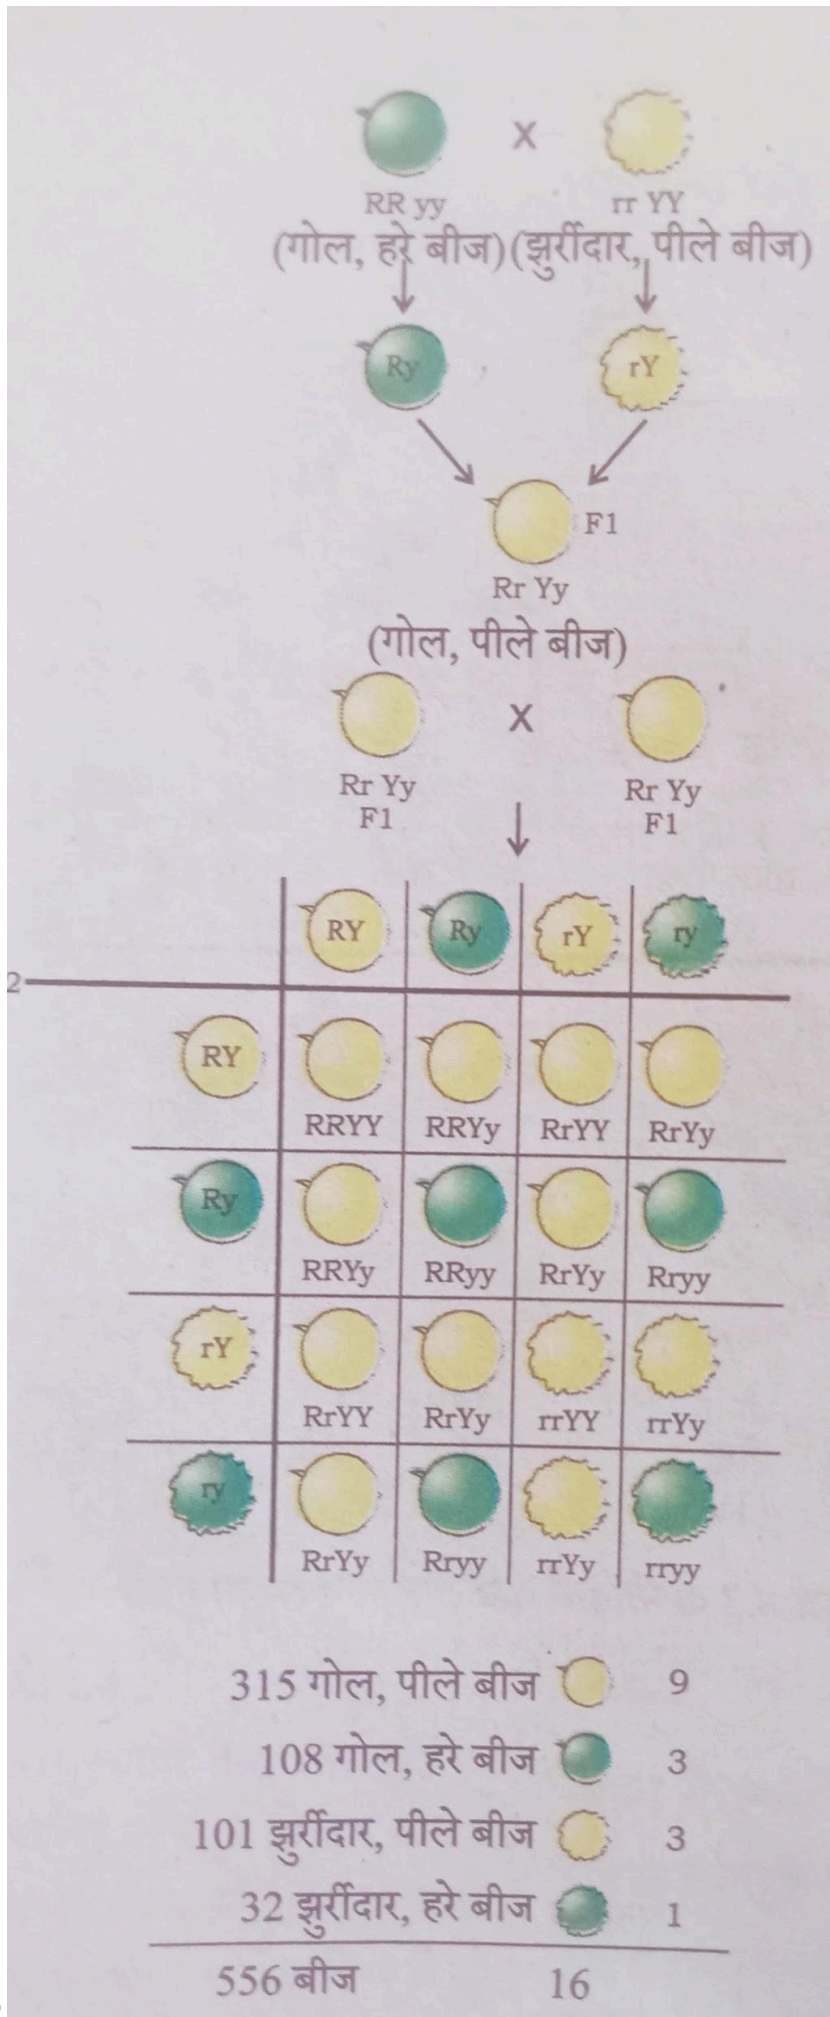 X
RR yy rr YY
(गोल, हरे बीज) (झुर्रीदार, पीले बीज)
Ry rY
F1
Rr Yy
(गोल, पीले बीज)
X
Rr Yy Rr Yy
F1 F1
RY Ry rY ry
2
RY
RRYY RRYy RrYY RrYy
Ry
RRYy RRyy RrYy Rryy
rY
RrYY RrYy rrYY rrYy
ry
RrYy Rryy rrYy rryy
315 गोल, पीले बीज 9
108 गोल, हरे बीज 3
101 झुर्रीदार, पीले बीज 3
32 झुर्रीदार, हरे बीज 1
556 बीज 16